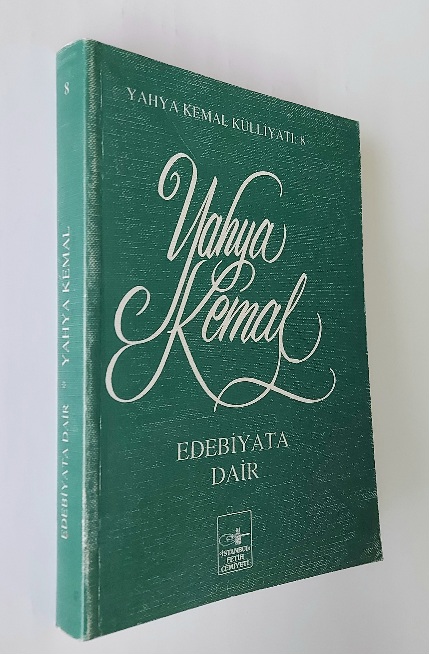 YAHYA KEMAL KÜLLİYATI: 8
Yahya
Kemal
EDEBİYATA
DAİR
İSTANBUL
FETİH
CEMİYETİ
8
EDEBİYATA DAİR * YAHYA KEMAL